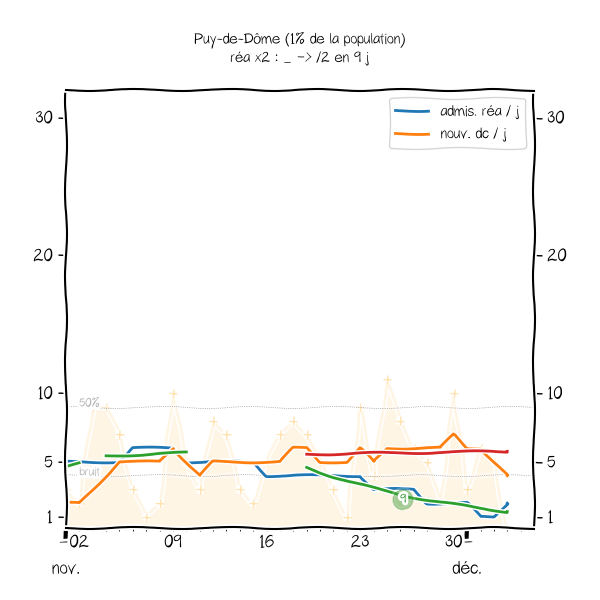 Puy-de-Dôme (1% de la population)
réa x2 : _ -> /2 en 9 j
admis. réa / j
nouv. dc / j
30
30
20
20
10
10
50%
5
5
bruit
9
1
1
02
09
16
23
30
nov.
déc.